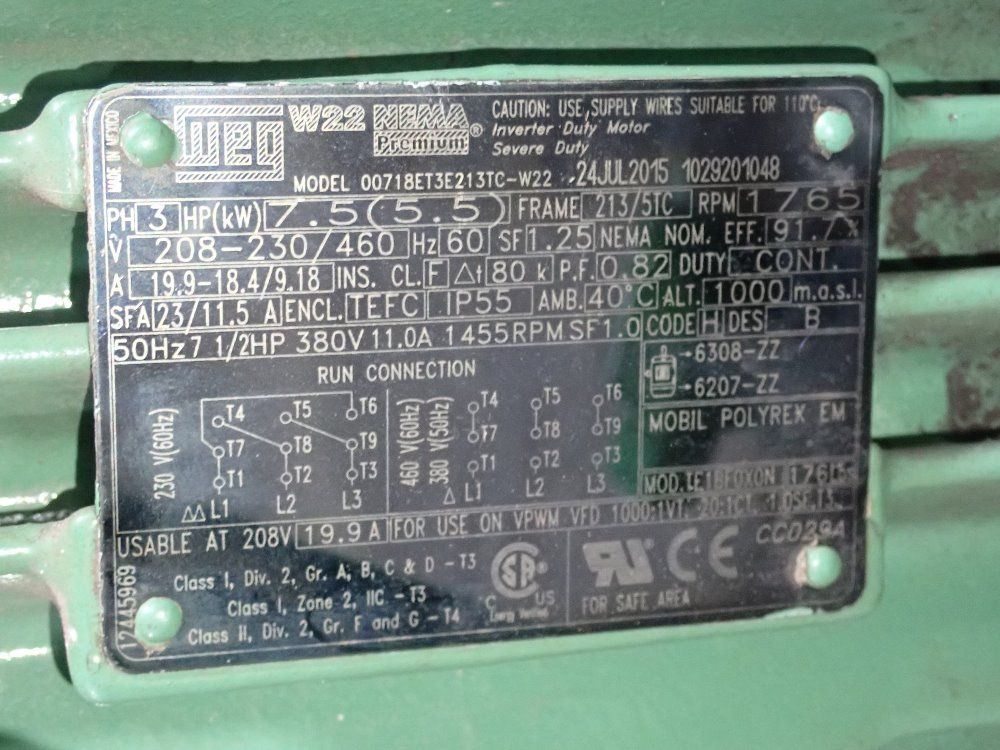 MADE IN MEXICO
WEG W22 NEMA Premium®
CAUTION: USE SUPPLY WIRES SUITABLE FOR 110°C
Inverter Duty Motor
Severe Duty
MODEL 00718ET3E213TC-W22 24JUL2015 1029201048
PH 3 HP(kW) 7.5(5.5) FRAME 213/5TC RPM 1765
V 208-230/460 Hz 60 SF 1.25 NEMA NOM. EFF. 91.7%
A 19.9-18.4/9.18 INS. CL. F Δt 80 k P.F. 0.82 DUTY CONT.
SFA 23/11.5 A ENCL. TEFC IP55 AMB. 40°C ALT. 1000 m.a.s.l.
50Hz 7 1/2HP 380V 11.0A 1455RPM SF1.0 CODE H DES B
RUN CONNECTION
→6308-ZZ
→6207-ZZ
MOBIL POLYREX EM
230 V(60Hz)
T4 T5 T6
T7 T8 T9
T1 T2 T3
ΔΔ L1 L2 L3
460 V(60Hz)
380 V(50Hz)
T4 T5 T6
T7 T8 T9
T1 T2 T3
Δ L1 L2 L3
MOD.
USABLE AT 208V 19.9 A FOR USE ON VPWM VFD 1000:1VT, 20:1CT,
CC029A
Class I, Div. 2, Gr. A, B, C & D - T3
Class I, Zone 2, IIC - T3
Class II, Div. 2, Gr. F and G - T4
12445969
C US
Energy Verified
UR CE
FOR SAFE AREA